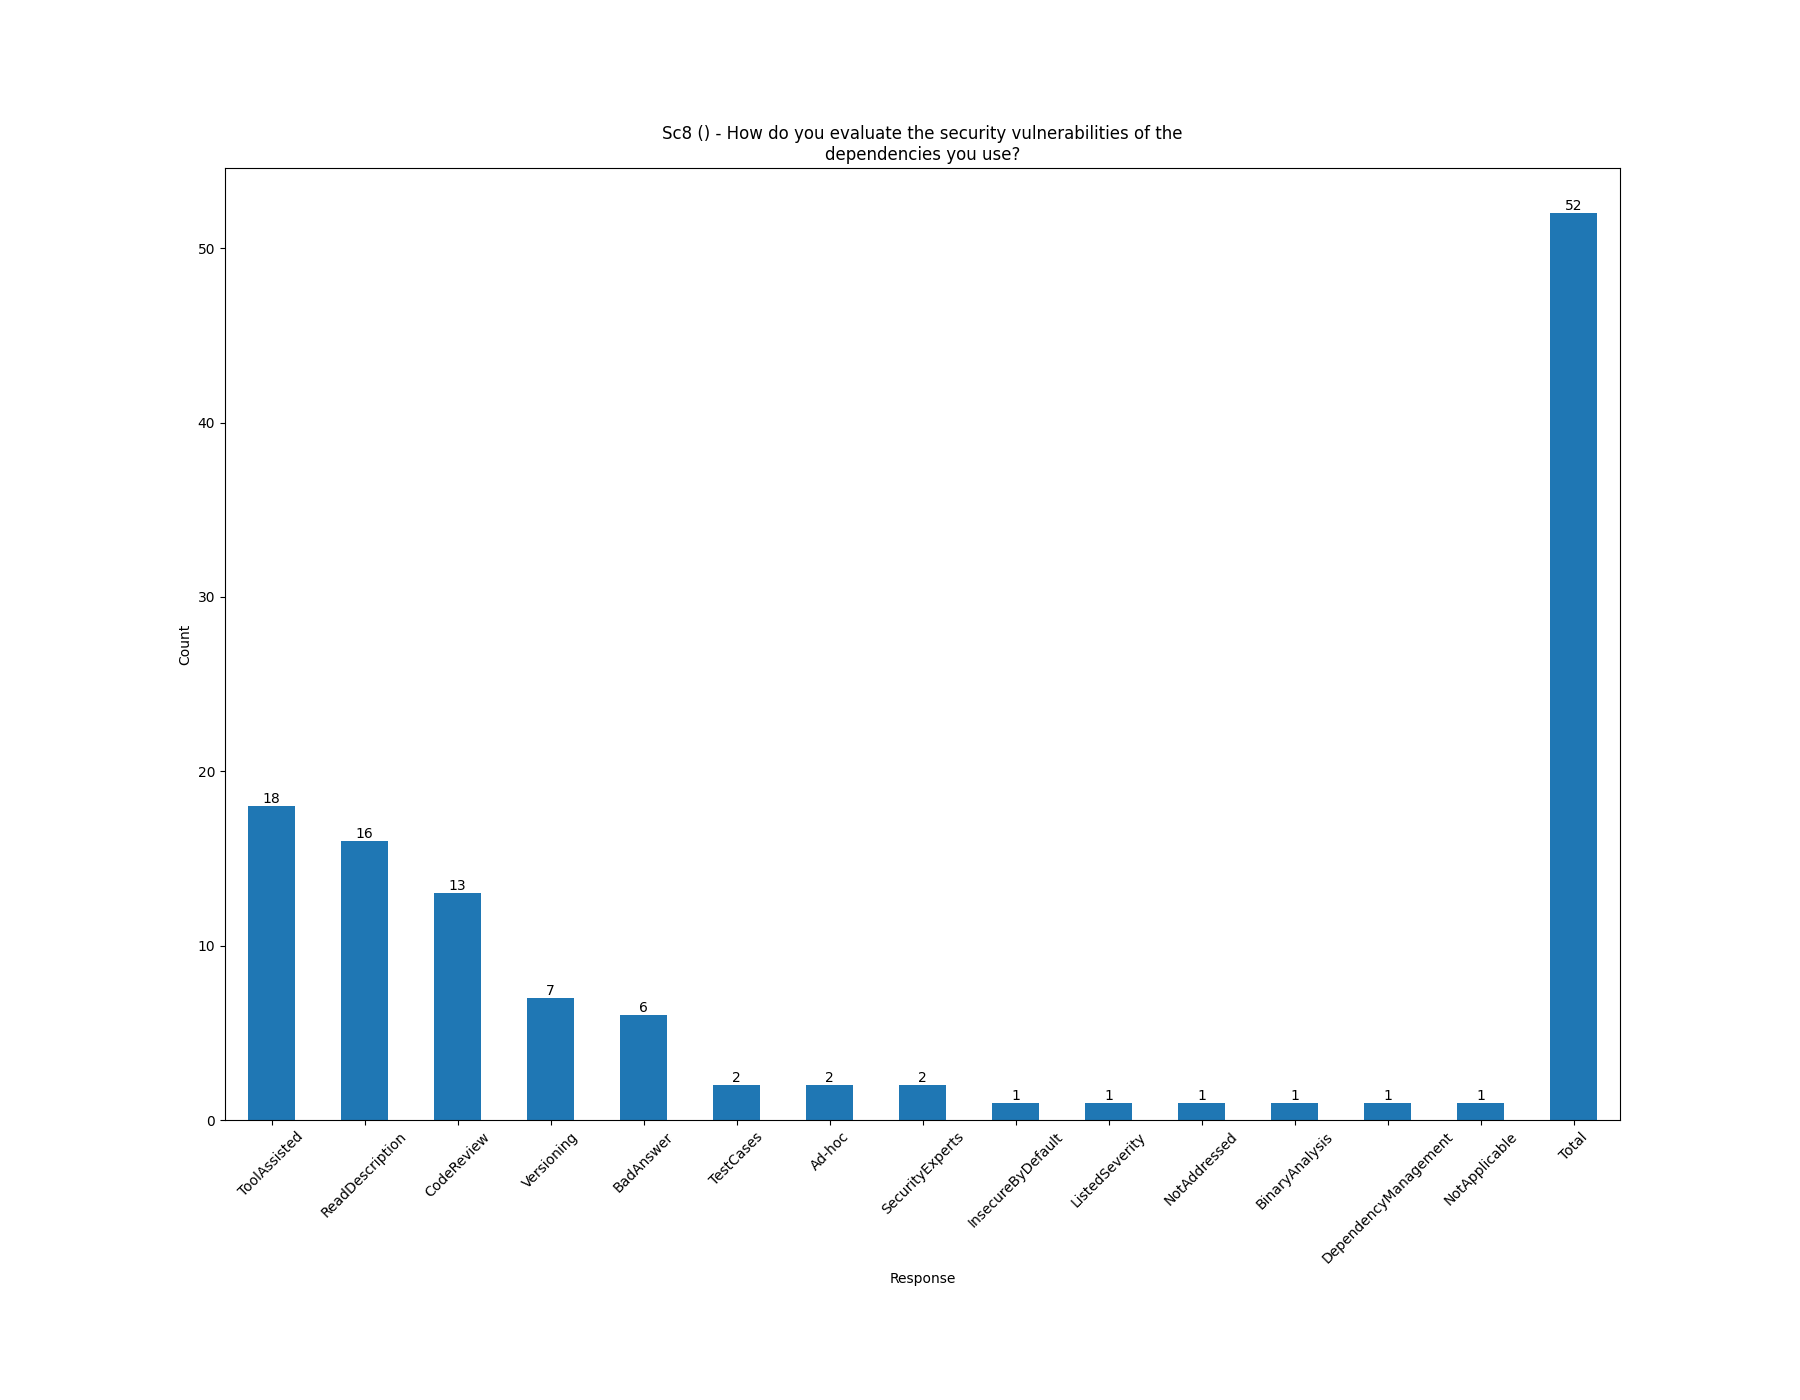 Sc8 () - How do you evaluate the security vulnerabilities of the
dependencies you use?
52
50
40
30
Count
20
18
16
13
10
7
6
2
2
2
1
1
1
1
1
1
0
ToolAssisted
ReadDescription
CodeReview
Versioning
BadAnswer
TestCases
Ad-hoc
SecurityExperts
InsecureByDefault
ListedSeverity
NotAddressed
BinaryAnalysis
DependencyManagement
NotApplicable
Total
Response